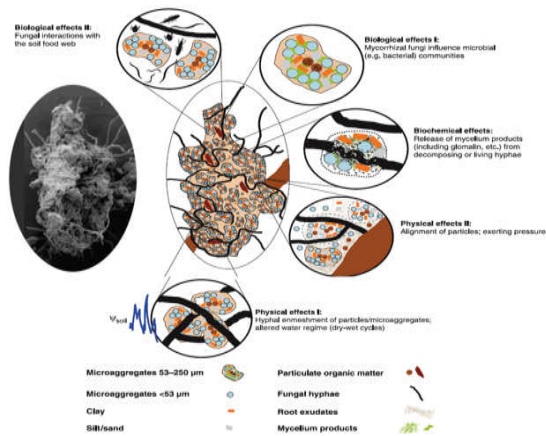 Biological effects III:
Fungal interactions with
the soil food web
Biological effects I:
Mycorrhizal fungi influence microbial
(e.g. bacterial) communities
Biochemical effects:
Release of mycelium products
(including glomalin, etc.) from
decomposing or living hyphae
Physical effects II:
Alignment of particles; exerting pressure
Ψsoil
Physical effects I:
Hyphal enmeshment of particles/microaggregates;
altered water regime (dry-wet cycles)
Microaggregates 53–250 µm
Particulate organic matter
Microaggregates <53 µm
Fungal hyphae
Clay
Root exudates
Silt/sand
Mycelium products